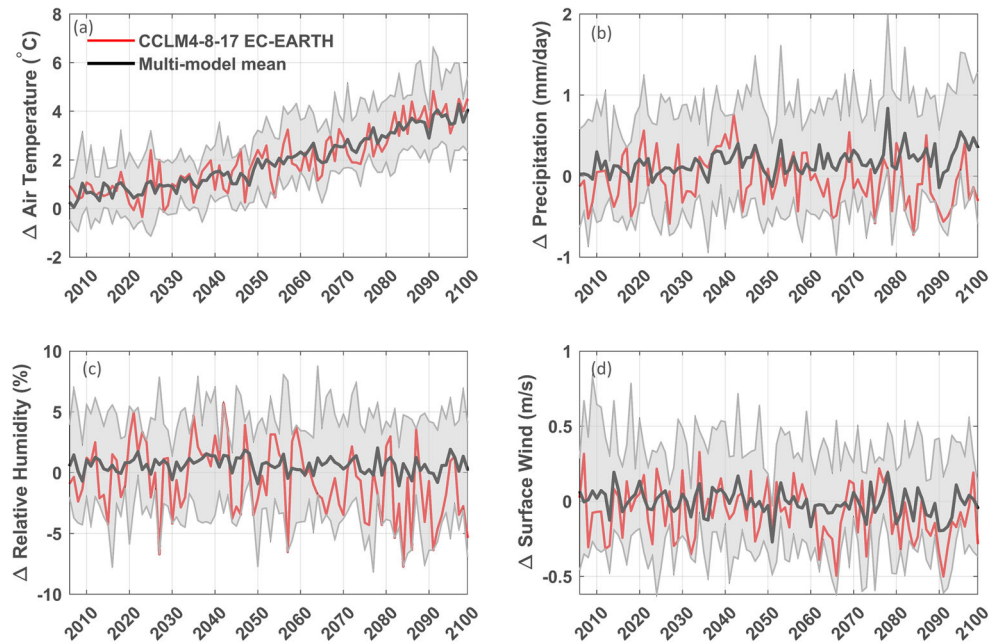 (a)
CCLM4-8-17 EC-EARTH
Multi-model mean
Δ Air Temperature (°C)
8
6
4
2
0
-2
2010 2020 2030 2040 2050 2060 2070 2080 2090 2100
(b)
Δ Precipitation (mm/day)
2
1
0
-1
2010 2020 2030 2040 2050 2060 2070 2080 2090 2100
(c)
Δ Relative Humidity (%)
10
5
0
-5
-10
2010 2020 2030 2040 2050 2060 2070 2080 2090 2100
(d)
Δ Surface Wind (m/s)
1
0.5
0
-0.5
2010 2020 2030 2040 2050 2060 2070 2080 2090 2100